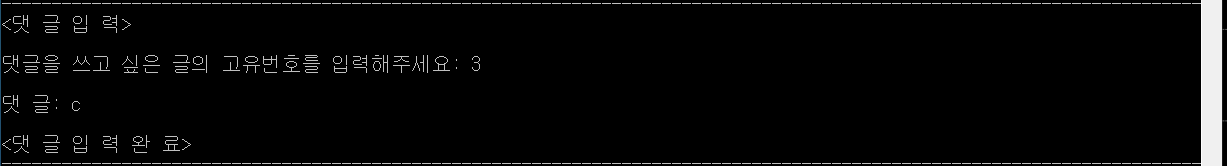 <댓 글 입 력>
댓글을 쓰고 싶은 글의 고유번호를 입력해주세요: 3
댓 글: c
<댓 글 입 력 완 료>